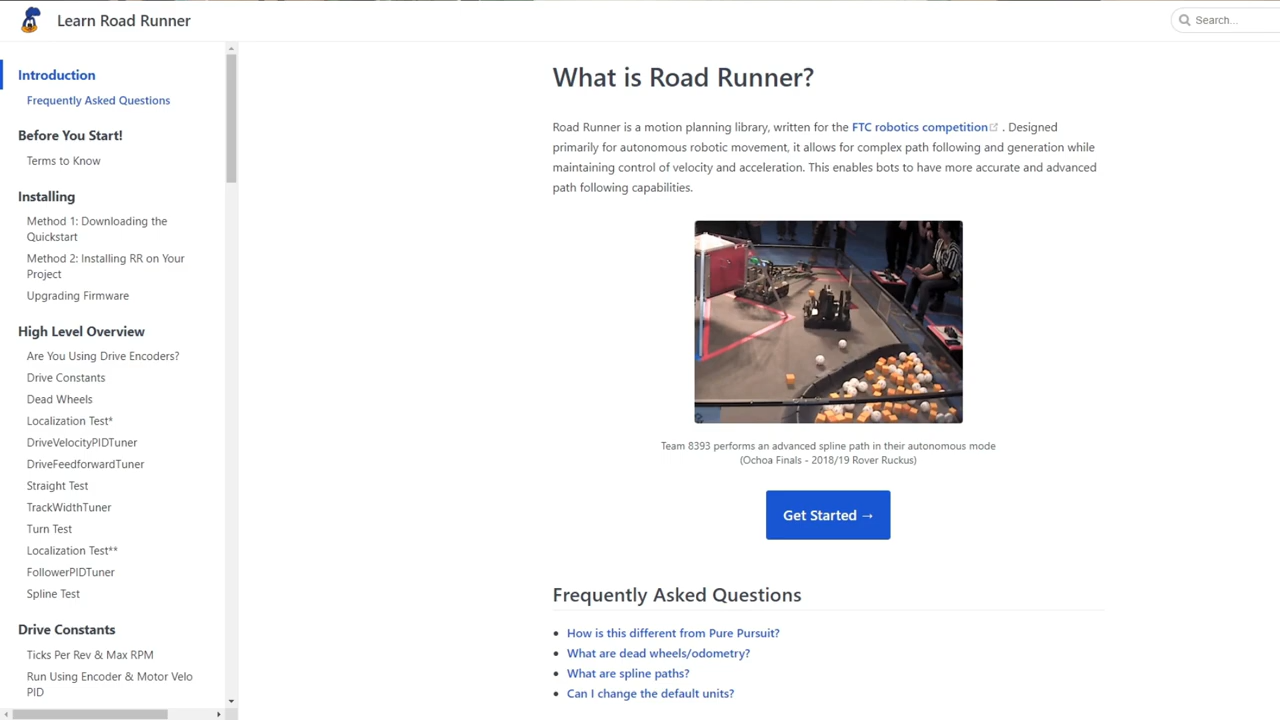 Learn Road Runner
Search...
Introduction
Frequently Asked Questions
Before You Start!
Terms to Know
Installing
Method 1: Downloading the
Quickstart
Method 2: Installing RR on Your
Project
Upgrading Firmware
High Level Overview
Are You Using Drive Encoders?
Drive Constants
Dead Wheels
Localization Test*
DriveVelocityPIDTuner
DriveFeedforwardTuner
Straight Test
TrackWidthTuner
Turn Test
Localization Test**
FollowerPIDTuner
Spline Test
Drive Constants
Ticks Per Rev & Max RPM
Run Using Encoder & Motor Velo
PID
What is Road Runner?
Road Runner is a motion planning library, written for the FTC robotics competition . Designed
primarily for autonomous robotic movement, it allows for complex path following and generation while
maintaining control of velocity and acceleration. This enables bots to have more accurate and advanced
path following capabilities.
Team 8393 performs an advanced spline path in their autonomous mode
(Ochoa Finals - 2018/19 Rover Ruckus)
Get Started →
Frequently Asked Questions
• How is this different from Pure Pursuit?
• What are dead wheels/odometry?
• What are spline paths?
• Can I change the default units?